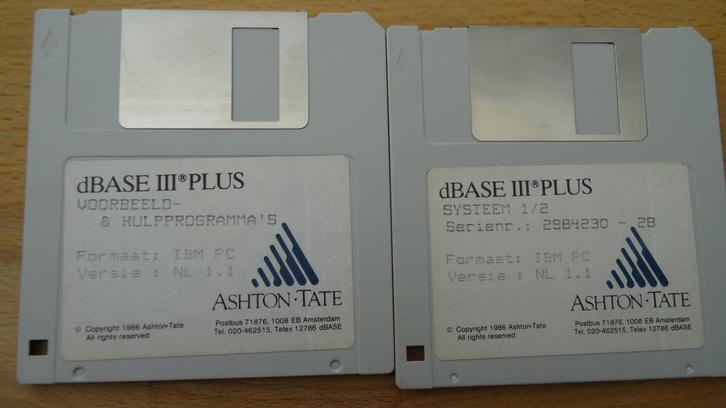 dBASE III® PLUS
VOORBEELD-
& HULPPROGRAMMA'S
Formaat: IBM PC
Versie : NL 1.1
ASHTON·TATE
© Copyright 1986 Ashton-Tate
All rights reserved
Postbus 71876, 1008 EB Amsterdam
Tel. 020-462515, Telex 12786 dBASE
dBASE III® PLUS
SYSTEEM 1/2
Serienr.: 2984230 - 28
Formaat: IBM PC
Versie : NL 1.1
ASHTON·TATE
© Copyright 1986 Ashton-Tate
All rights reserved
Postbus 71876, 1008 EB Amsterdam
Tel. 020-462515, Telex 12786 dBASE